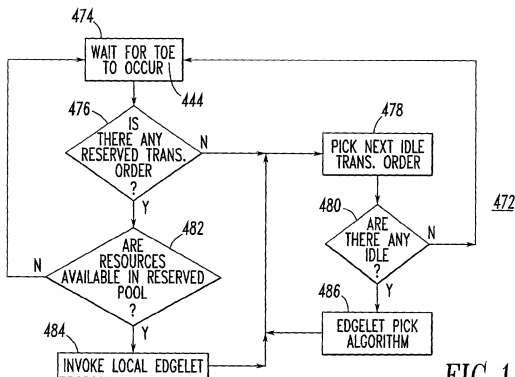 474
WAIT FOR TOE
TO OCCUR
444
476
IS
THERE ANY
RESERVED TRANS.
ORDER
?
N
Y
478
PICK NEXT IDLE
TRANS. ORDER
480
ARE
THERE ANY
IDLE
?
N
Y
472
482
ARE
RESOURCES
AVAILABLE IN RESERVED
POOL
?
N
Y
486
EDGELET PICK
ALGORITHM
484
INVOKE LOCAL EDGELET
FIG. 1